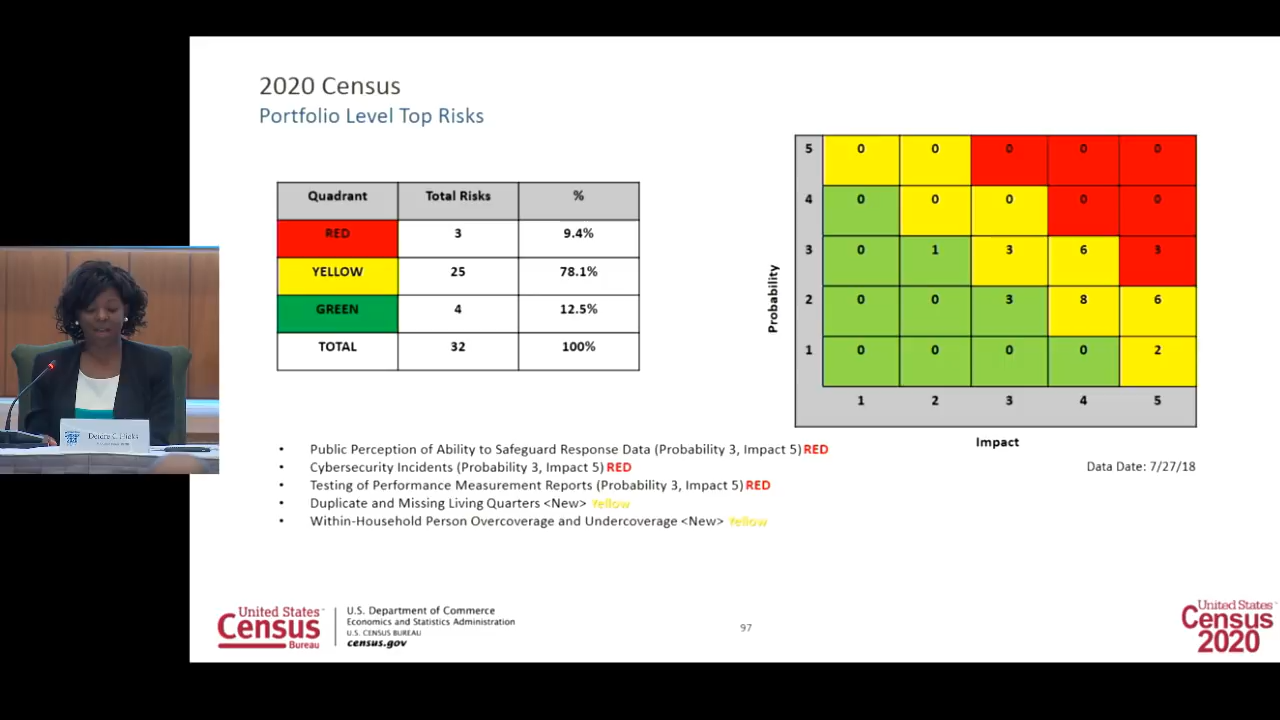 2020 Census
Portfolio Level Top Risks
Quadrant Total Risks %
RED 3 9.4%
YELLOW 25 78.1%
GREEN 4 12.5%
TOTAL 32 100%
Probability
5 0 0 0 0 0
4 0 0 0 0 0
3 0 1 3 6 3
2 0 0 3 8 6
1 0 0 0 0 2
1 2 3 4 5
Impact
Data Date: 7/27/18
• Public Perception of Ability to Safeguard Response Data (Probability 3, Impact 5) RED
• Cybersecurity Incidents (Probability 3, Impact 5) RED
• Testing of Performance Measurement Reports (Probability 3, Impact 5) RED
• Duplicate and Missing Living Quarters <New> Yellow
• Within-Household Person Overcoverage and Undercoverage <New> Yellow
United States™
Census
Bureau
U.S. Department of Commerce
Economics and Statistics Administration
U.S. CENSUS BUREAU
census.gov
97
United States™
Census
2020